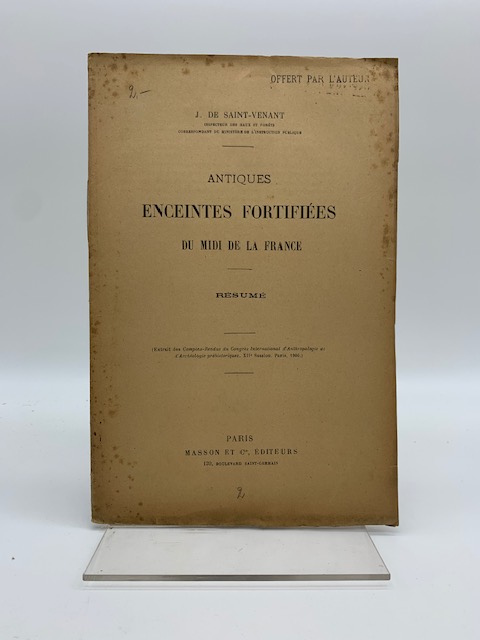 2.-
OFFERT PAR L'AUTEUR
J. DE SAINT-VENANT
INSPECTEUR DES EAUX ET FORÊTS
CORRESPONDANT DU MINISTÈRE DE L'INSTRUCTION PUBLIQUE
ANTIQUES
ENCEINTES FORTIFIÉES
DU MIDI DE LA FRANCE
RÉSUMÉ
(Extrait des Comptes-Rendus du Congrès International d'Anthropologie et
d'Archéologie préhistoriques, XIIe Session, Paris, 1900.)
PARIS
MASSON ET Cie, ÉDITEURS
120, BOULEVARD SAINT-GERMAIN
2